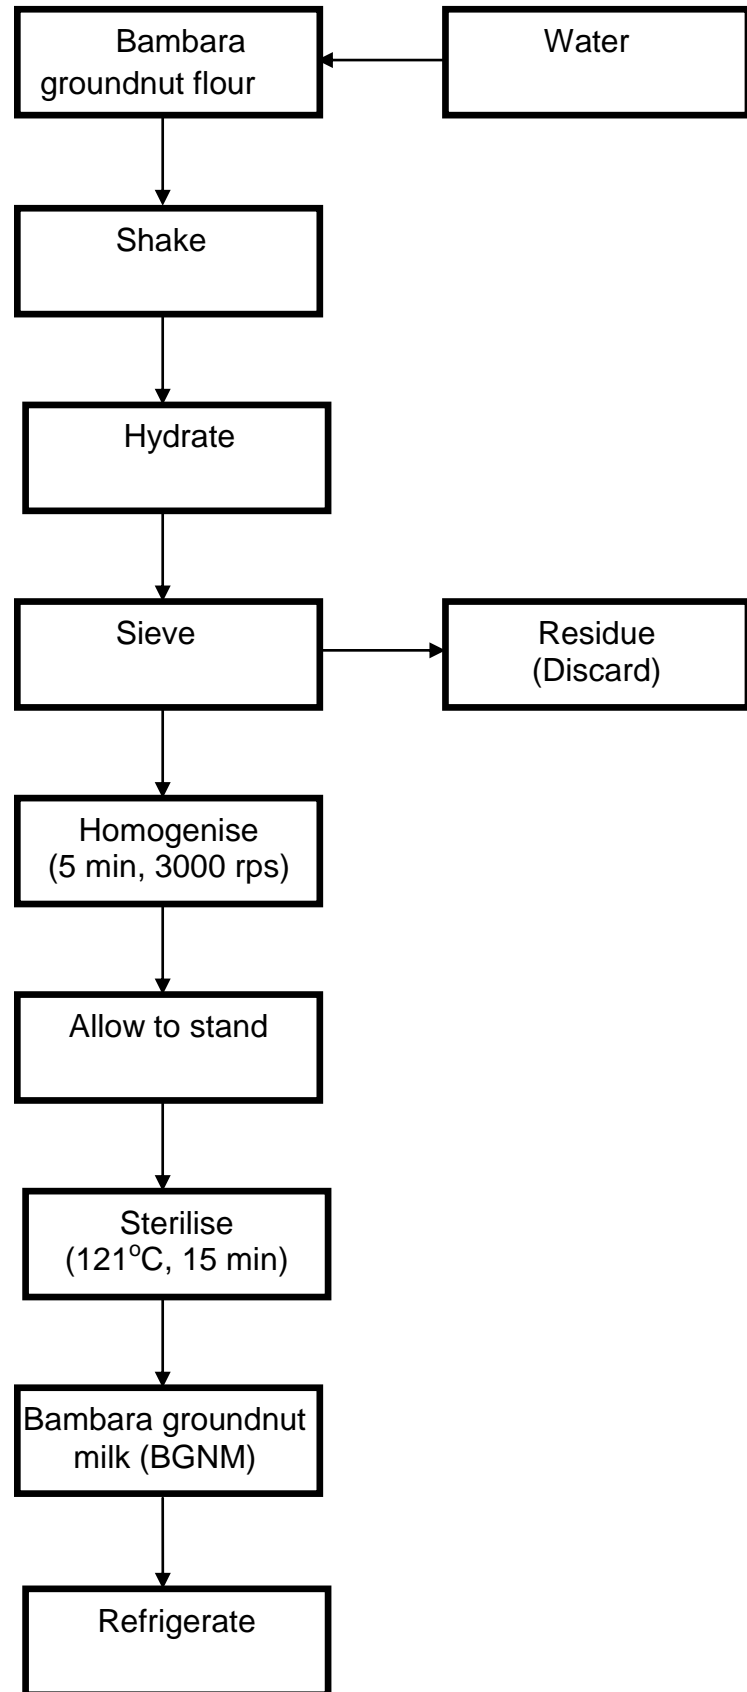 Bambara
groundnut flour
Water
Shake
Hydrate
Sieve
Residue
(Discard)
Homogenise
(5 min, 3000 rps)
Allow to stand
Sterilise
(121°C, 15 min)
Bambara groundnut
milk (BGNM)
Refrigerate